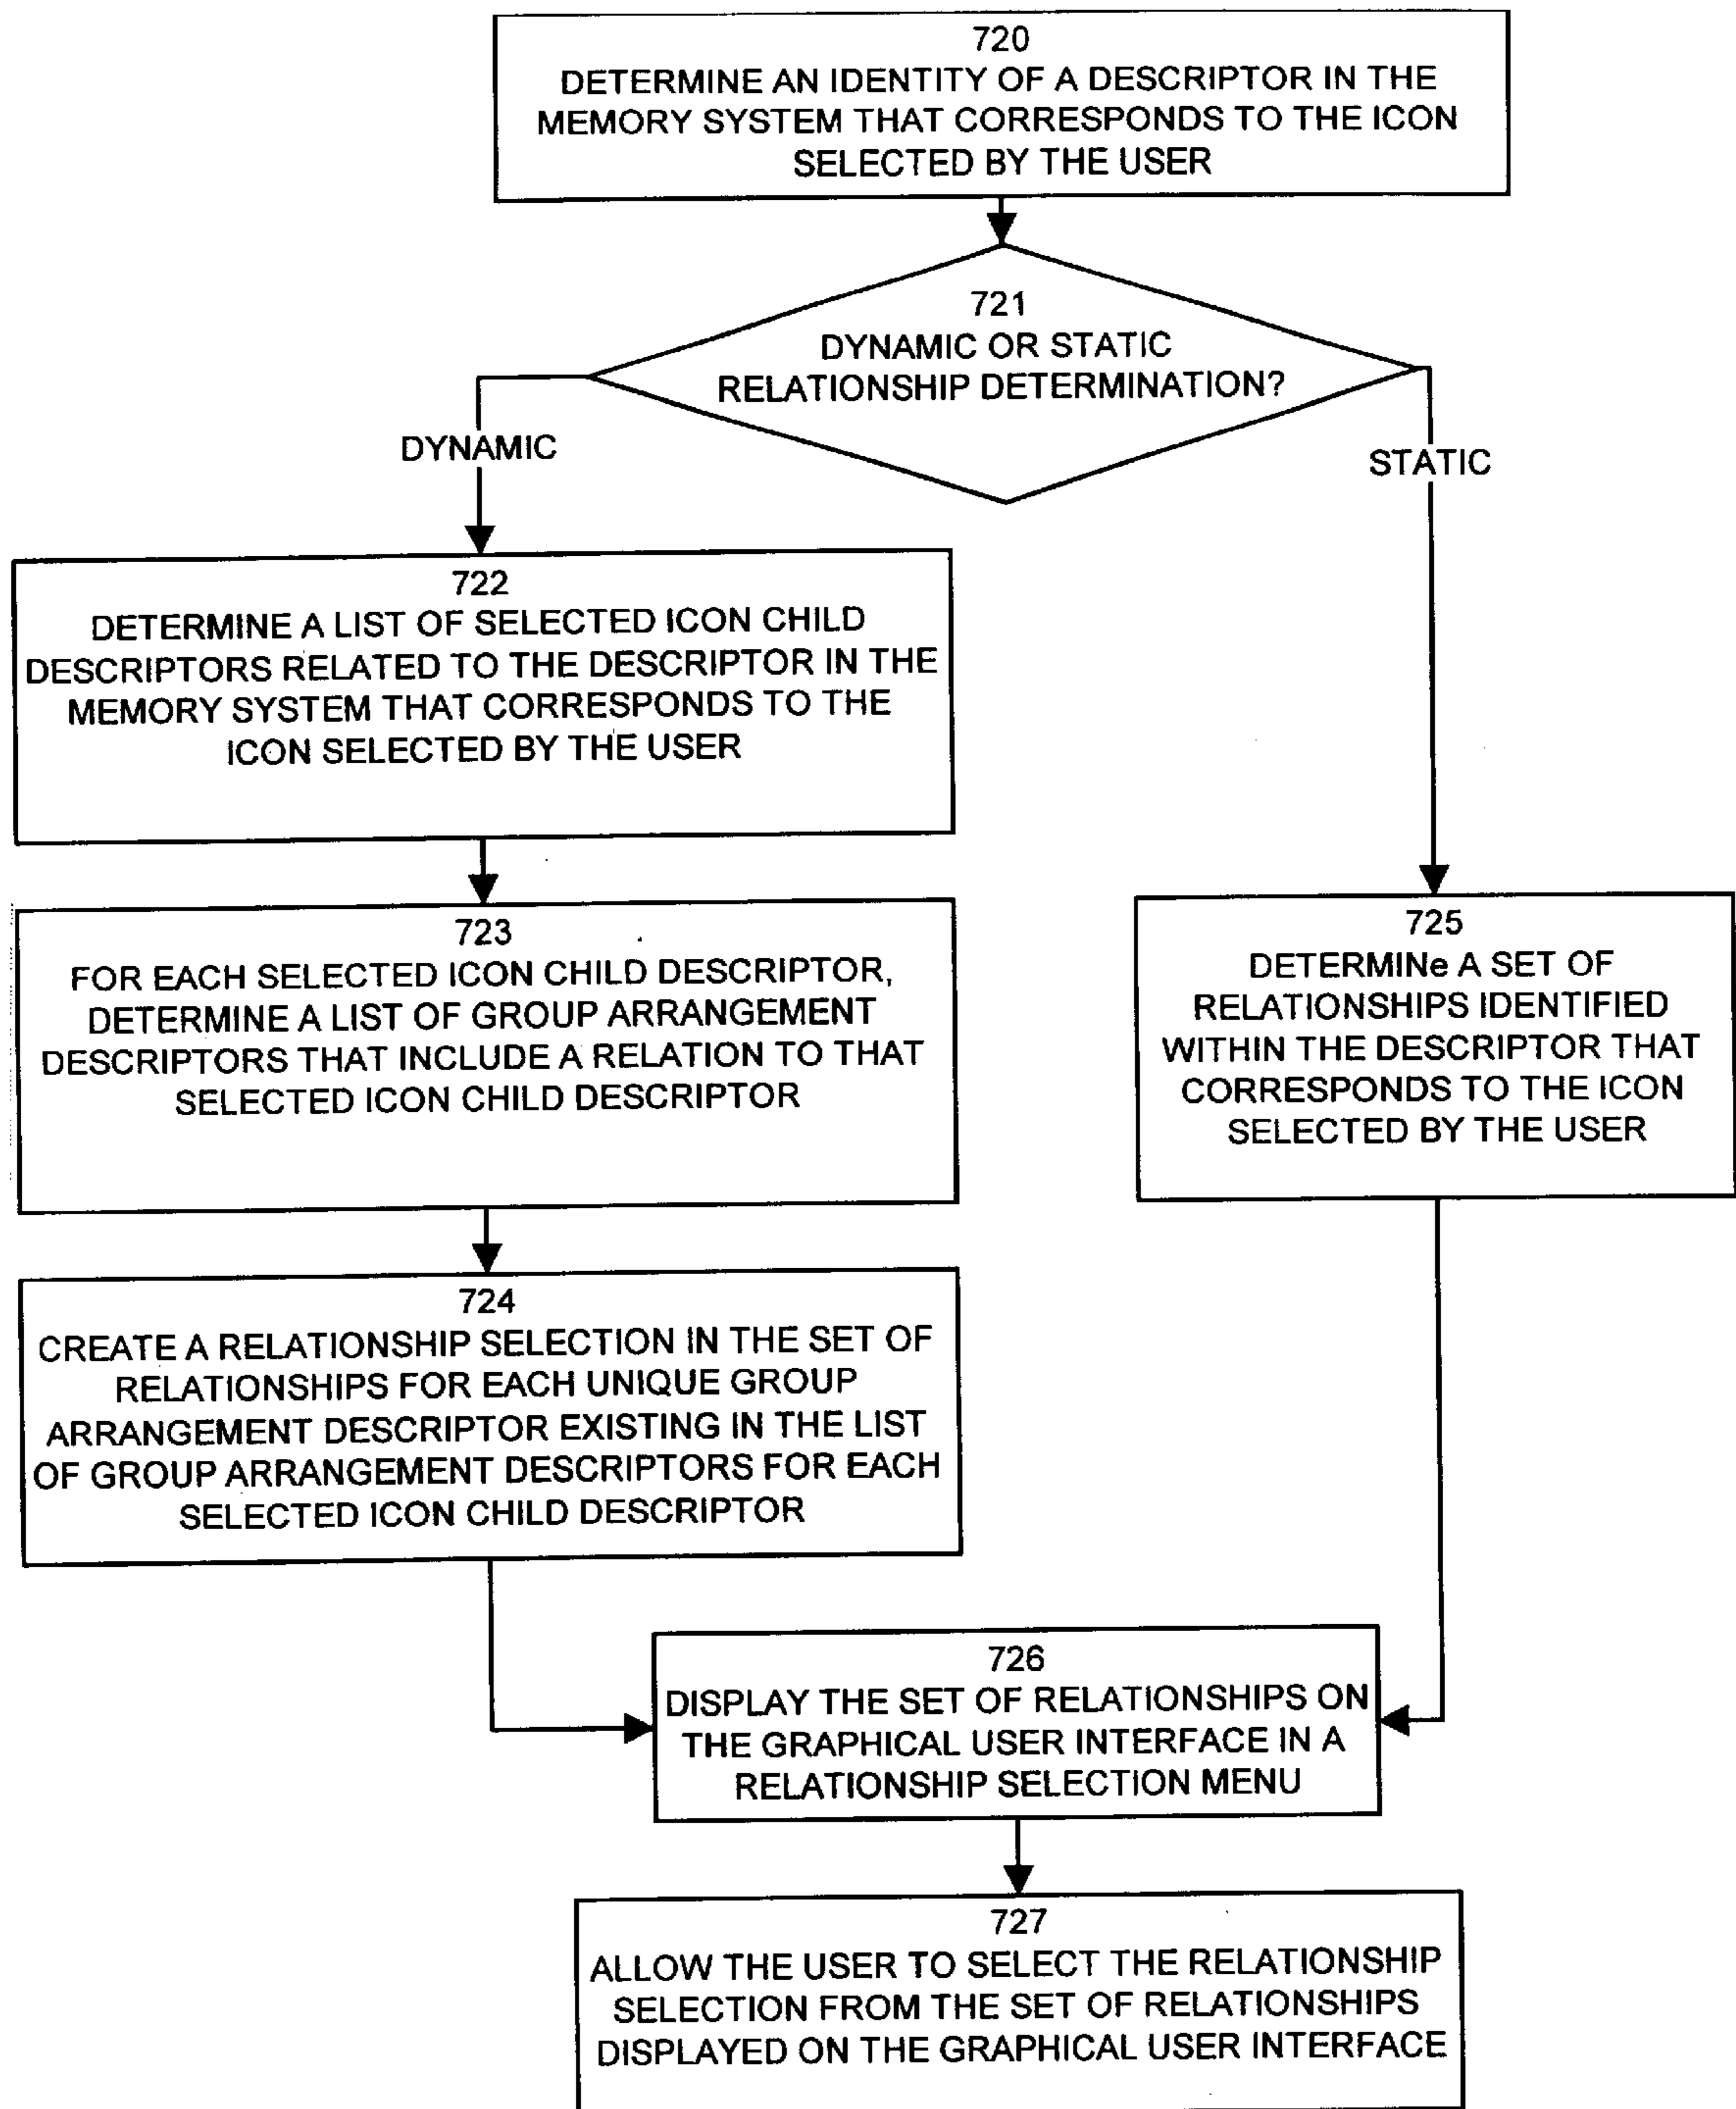 720
DETERMINE AN IDENTITY OF A DESCRIPTOR IN THE
MEMORY SYSTEM THAT CORRESPONDS TO THE ICON
SELECTED BY THE USER
721
DYNAMIC OR STATIC
RELATIONSHIP DETERMINATION?
DYNAMIC
STATIC
722
DETERMINE A LIST OF SELECTED ICON CHILD
DESCRIPTORS RELATED TO THE DESCRIPTOR IN THE
MEMORY SYSTEM THAT CORRESPONDS TO THE
ICON SELECTED BY THE USER
723
FOR EACH SELECTED ICON CHILD DESCRIPTOR,
DETERMINE A LIST OF GROUP ARRANGEMENT
DESCRIPTORS THAT INCLUDE A RELATION TO THAT
SELECTED ICON CHILD DESCRIPTOR
725
DETERMINe A SET OF
RELATIONSHIPS IDENTIFIED
WITHIN THE DESCRIPTOR THAT
CORRESPONDS TO THE ICON
SELECTED BY THE USER
724
CREATE A RELATIONSHIP SELECTION IN THE SET OF
RELATIONSHIPS FOR EACH UNIQUE GROUP
ARRANGEMENT DESCRIPTOR EXISTING IN THE LIST
OF GROUP ARRANGEMENT DESCRIPTORS FOR EACH
SELECTED ICON CHILD DESCRIPTOR
726
DISPLAY THE SET OF RELATIONSHIPS ON
THE GRAPHICAL USER INTERFACE IN A
RELATIONSHIP SELECTION MENU
727
ALLOW THE USER TO SELECT THE RELATIONSHIP
SELECTION FROM THE SET OF RELATIONSHIPS
DISPLAYED ON THE GRAPHICAL USER INTERFACE